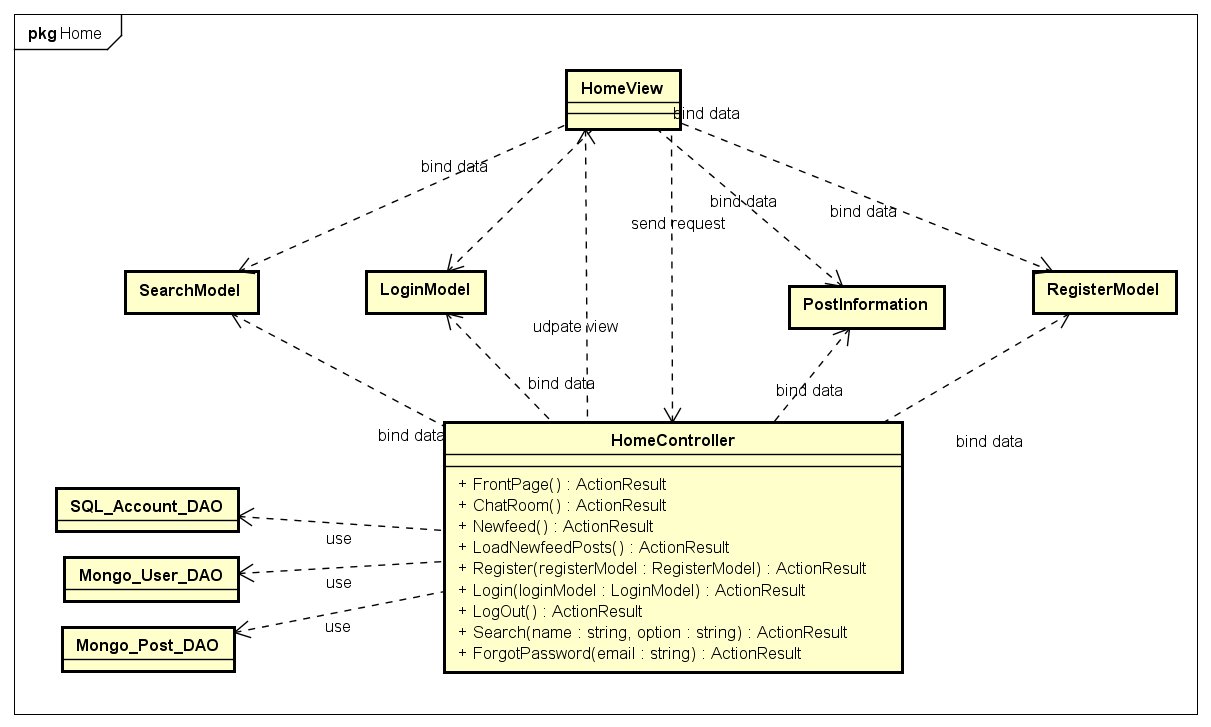 pkg Home
HomeView
bind data
bind data
bind data
bind data
send request
SearchModel
LoginModel
PostInformation
RegisterModel
udpate view
bind data
bind data
bind data
bind data
HomeController
+ FrontPage() : ActionResult
+ ChatRoom() : ActionResult
+ Newfeed() : ActionResult
+ LoadNewfeedPosts() : ActionResult
+ Register(registerModel : RegisterModel) : ActionResult
+ Login(loginModel : LoginModel) : ActionResult
+ LogOut() : ActionResult
+ Search(name : string, option : string) : ActionResult
+ ForgotPassword(email : string) : ActionResult
SQL_Account_DAO
use
Mongo_User_DAO
use
Mongo_Post_DAO
use